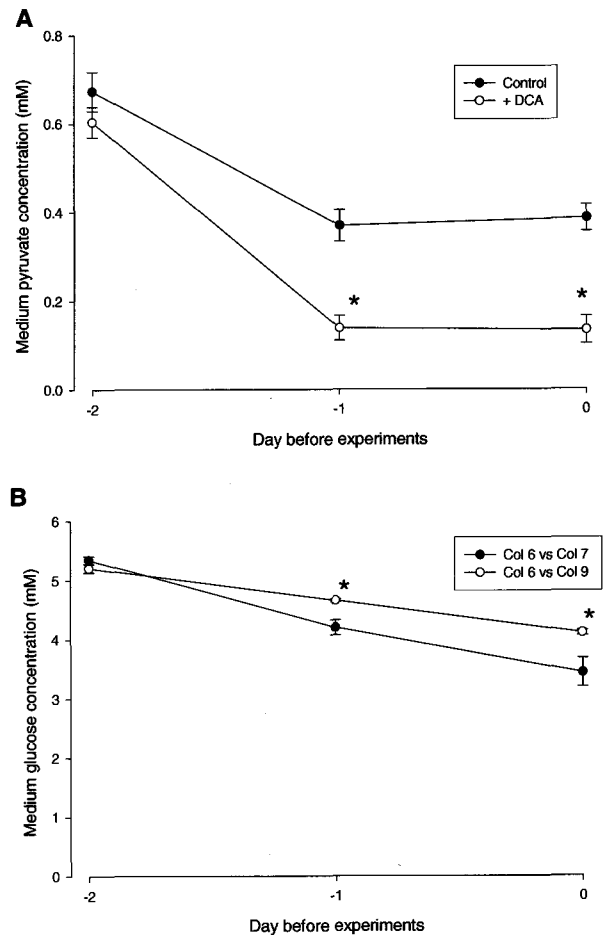 A
0.8
0.6
0.4
0.2
0.0
Medium pyruvate concentration (mM)
Control
+ DCA
*
*
-2
-1
0
Day before experiments
B
6
5
4
3
2
1
0
Medium glucose concentration (mM)
Col 6 vs Col 7
Col 6 vs Col 9
*
*
-2
-1
0
Day before experiments